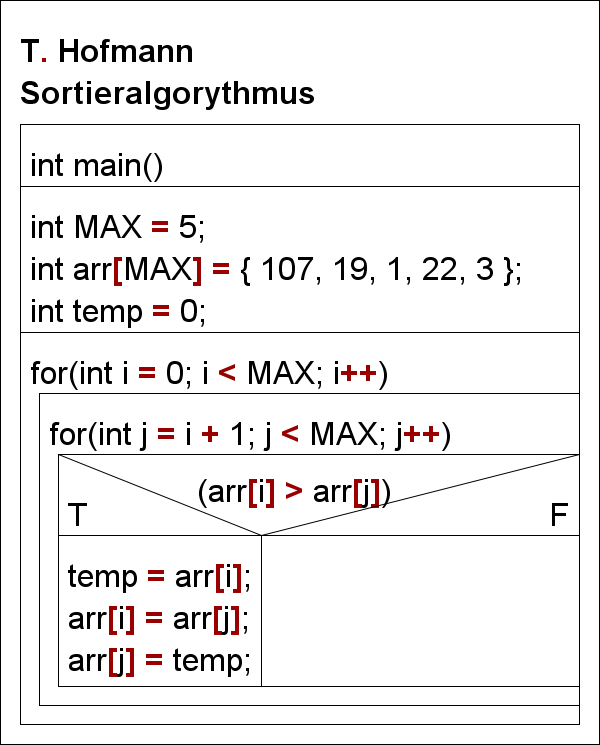 T. Hofmann
Sortieralgorythmus
int main()
int MAX = 5;
int arr[MAX] = { 107, 19, 1, 22, 3 };
int temp = 0;
for(int i = 0; i < MAX; i++)
for(int j = i + 1; j < MAX; j++)
(arr[i] > arr[j])
T
F
temp = arr[i];
arr[i] = arr[j];
arr[j] = temp;